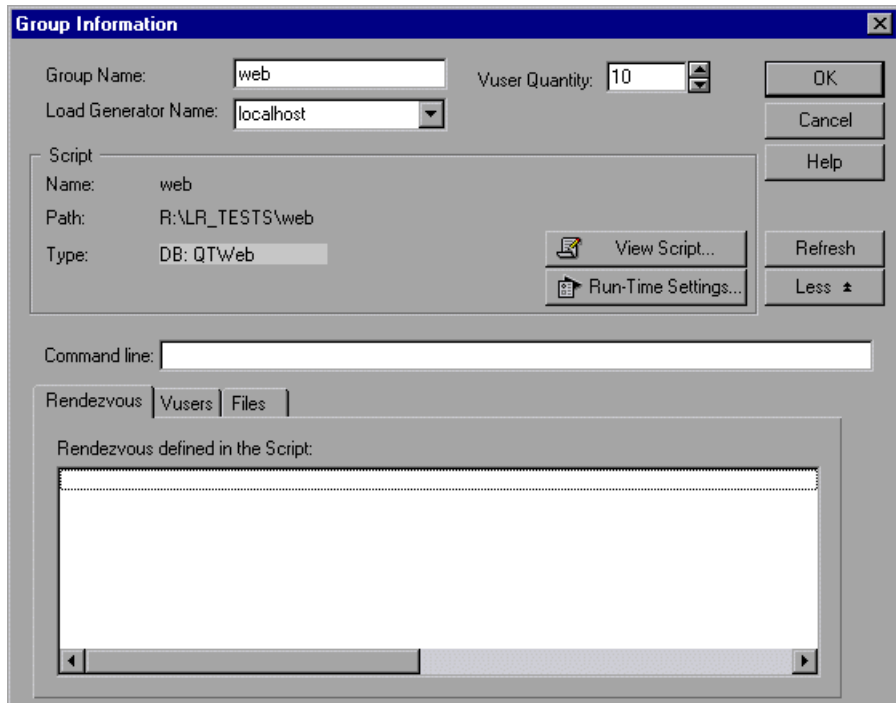 Group Information
Group Name: web Vuser Quantity: 10 OK
Load Generator Name: localhost Cancel
Script Help
Name: web
Path: R:\LR_TESTS\web
Type: DB: QTWeb View Script... Refresh
Run-Time Settings... Less
Command line:
Rendezvous Vusers Files
Rendezvous defined in the Script: